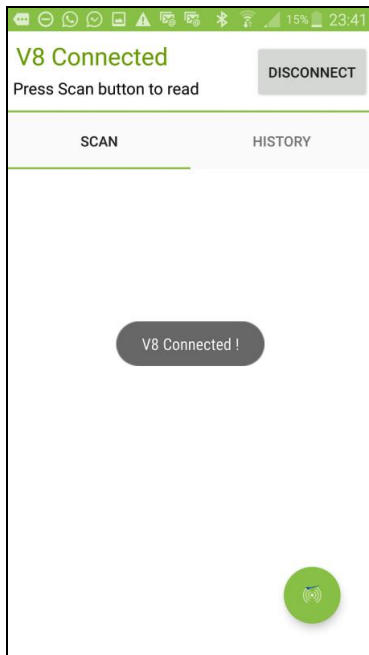 15% 23:41
V8 Connected
DISCONNECT
Press Scan button to read
SCAN HISTORY
V8 Connected !